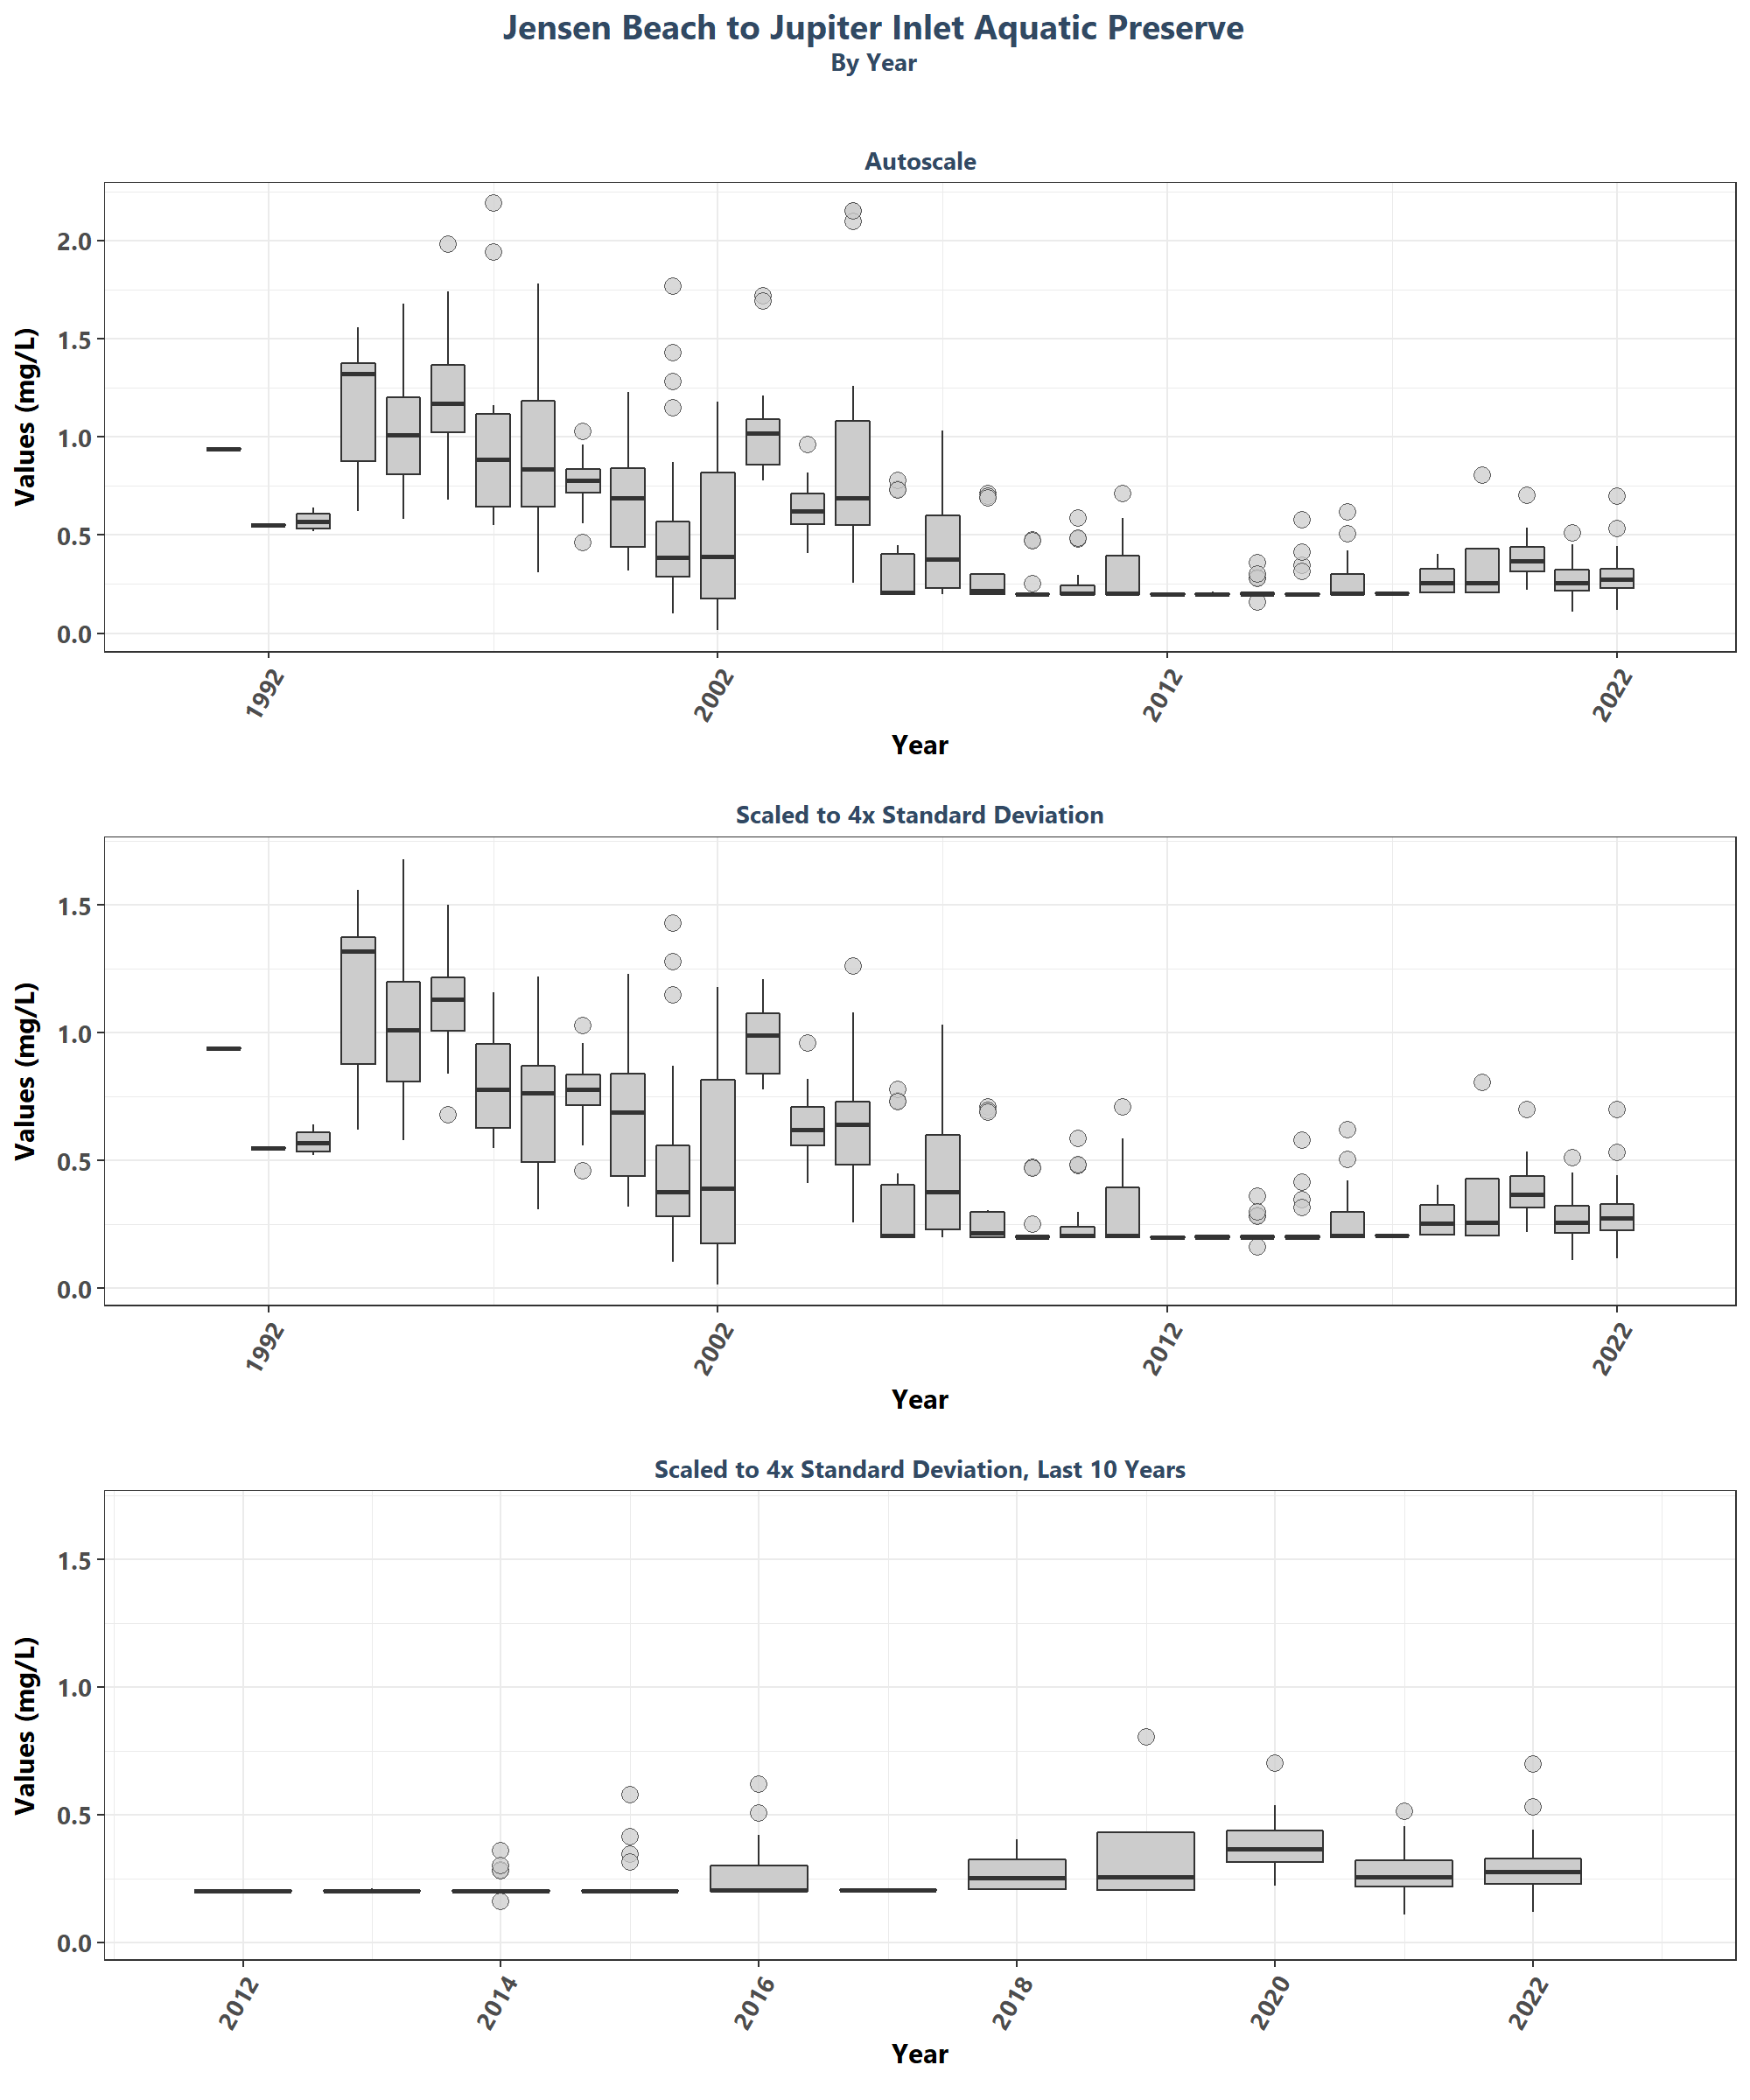 Jensen Beach to Jupiter Inlet Aquatic Preserve
By Year
Autoscale
Values (mg/L)
2.0
1.5
1.0
0.5
0.0
1992
2002
2012
2022
Year
Scaled to 4x Standard Deviation
Values (mg/L)
1.5
1.0
0.5
0.0
1992
2002
2012
2022
Year
Scaled to 4x Standard Deviation, Last 10 Years
Values (mg/L)
1.5
1.0
0.5
0.0
2012
2014
2016
2018
2020
2022
Year